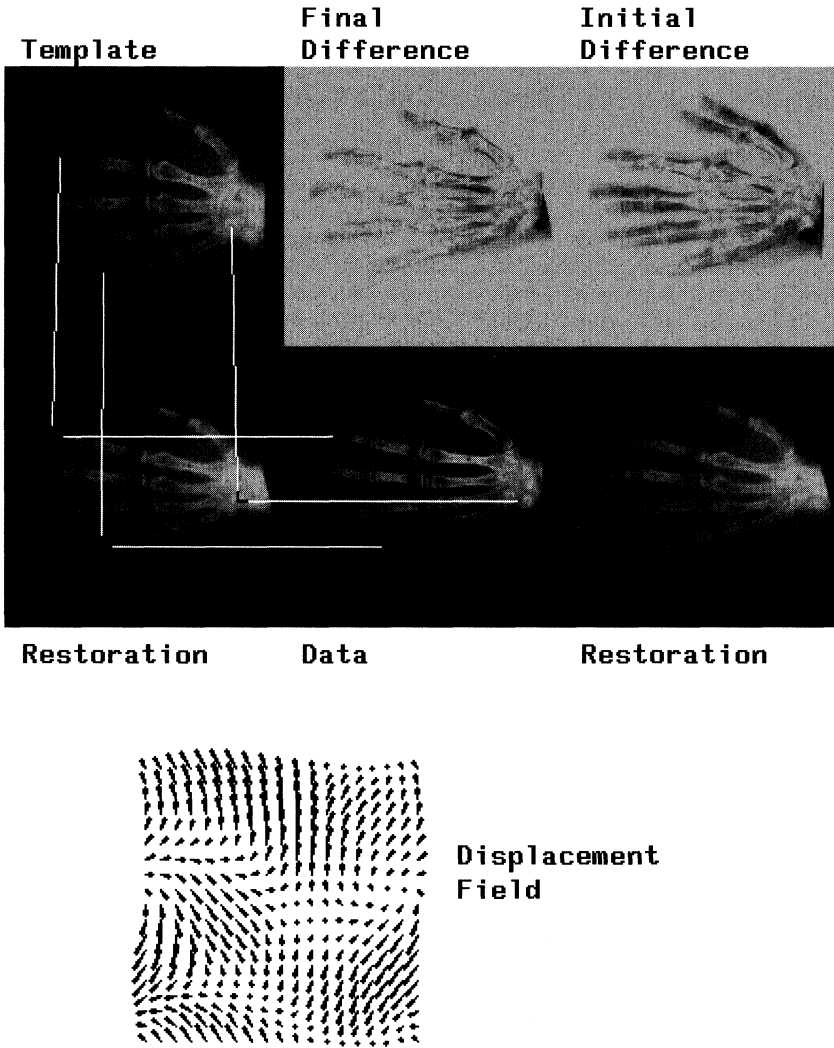 Template
Final
Difference
Initial
Difference
Restoration
Data
Restoration
Displacement
Field